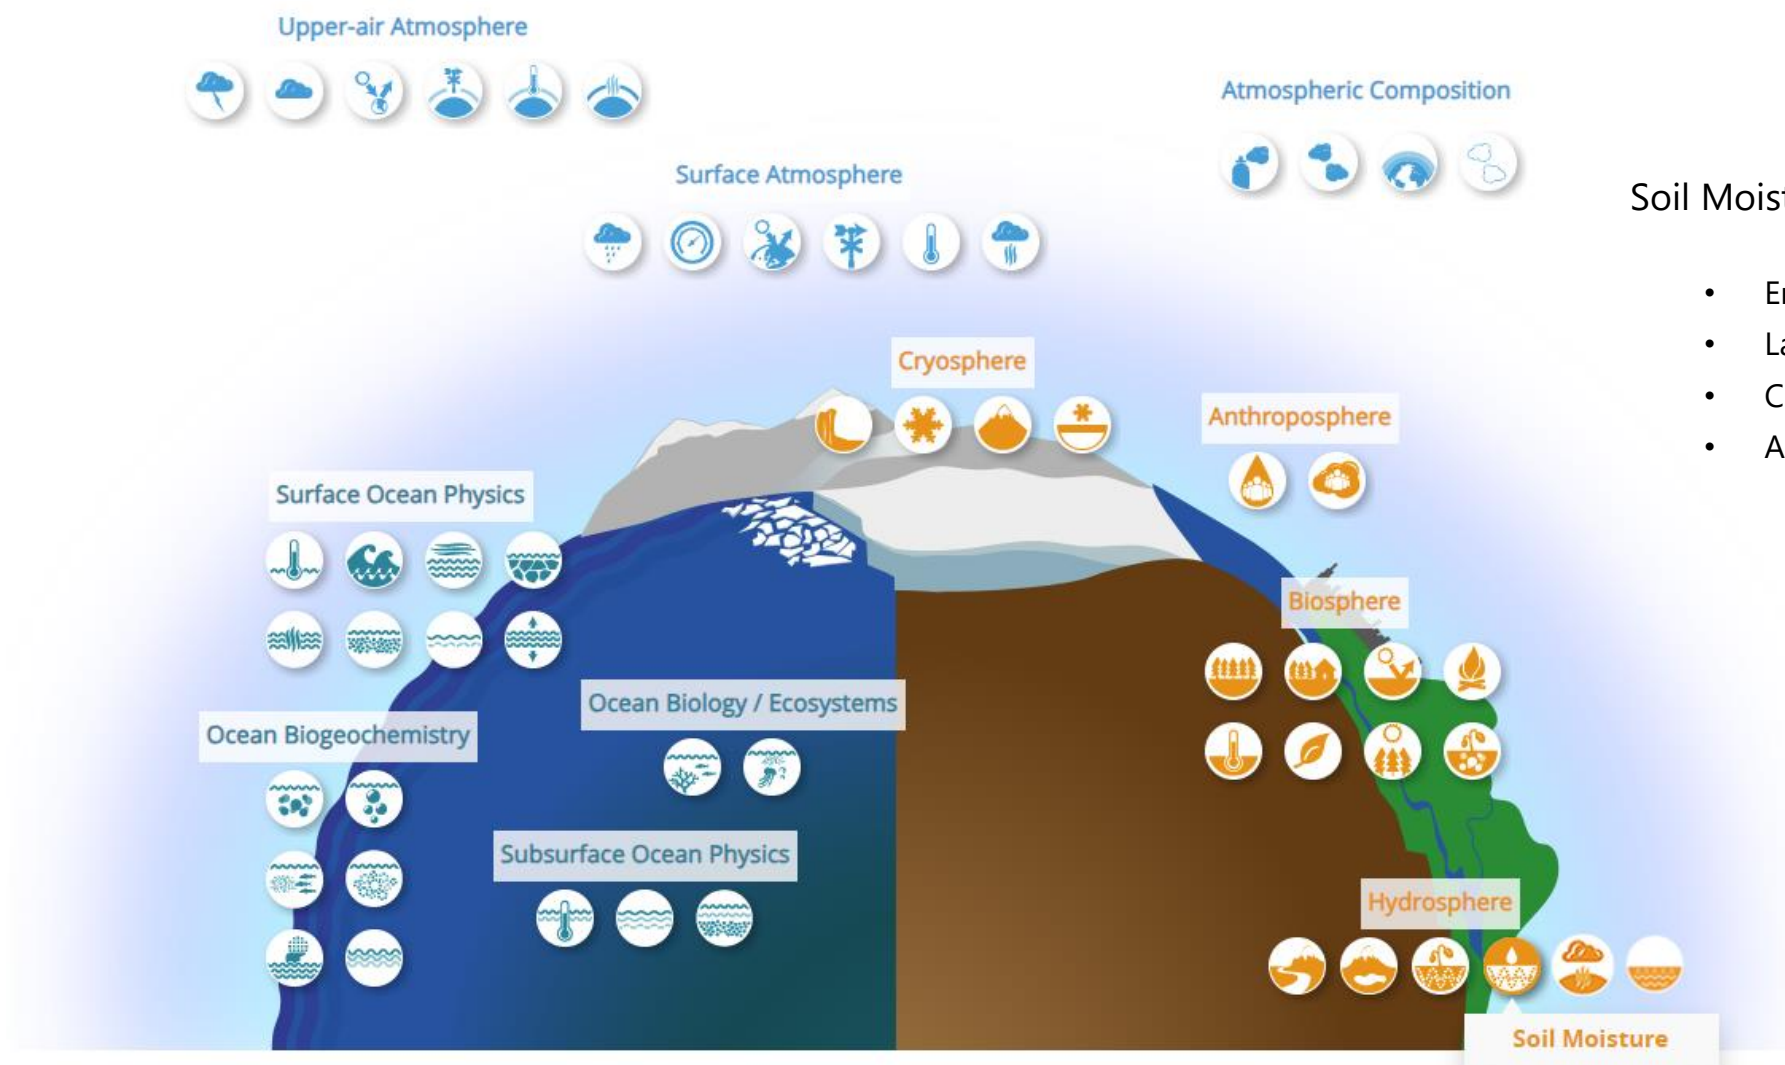 Upper-air Atmosphere
Atmospheric Composition
Surface Atmosphere
Soil
Cryosphere
Anthroposphere
Surface Ocean Physics
Biosphere
Ocean Biology / Ecosystems
Ocean Biogeochemistry
Subsurface Ocean Physics
Hydrosphere
Soil Moisture